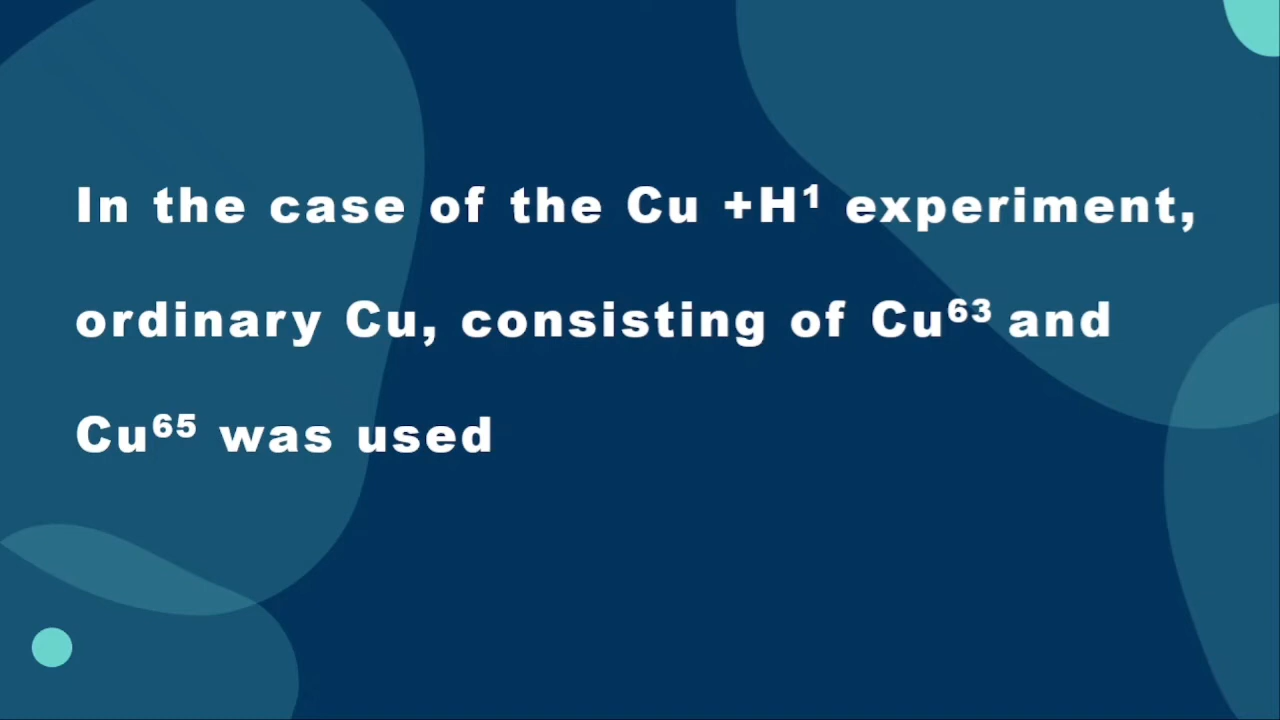 In the case of the Cu +H¹ experiment,
ordinary Cu, consisting of Cu⁶³ and
Cu⁶⁵ was used